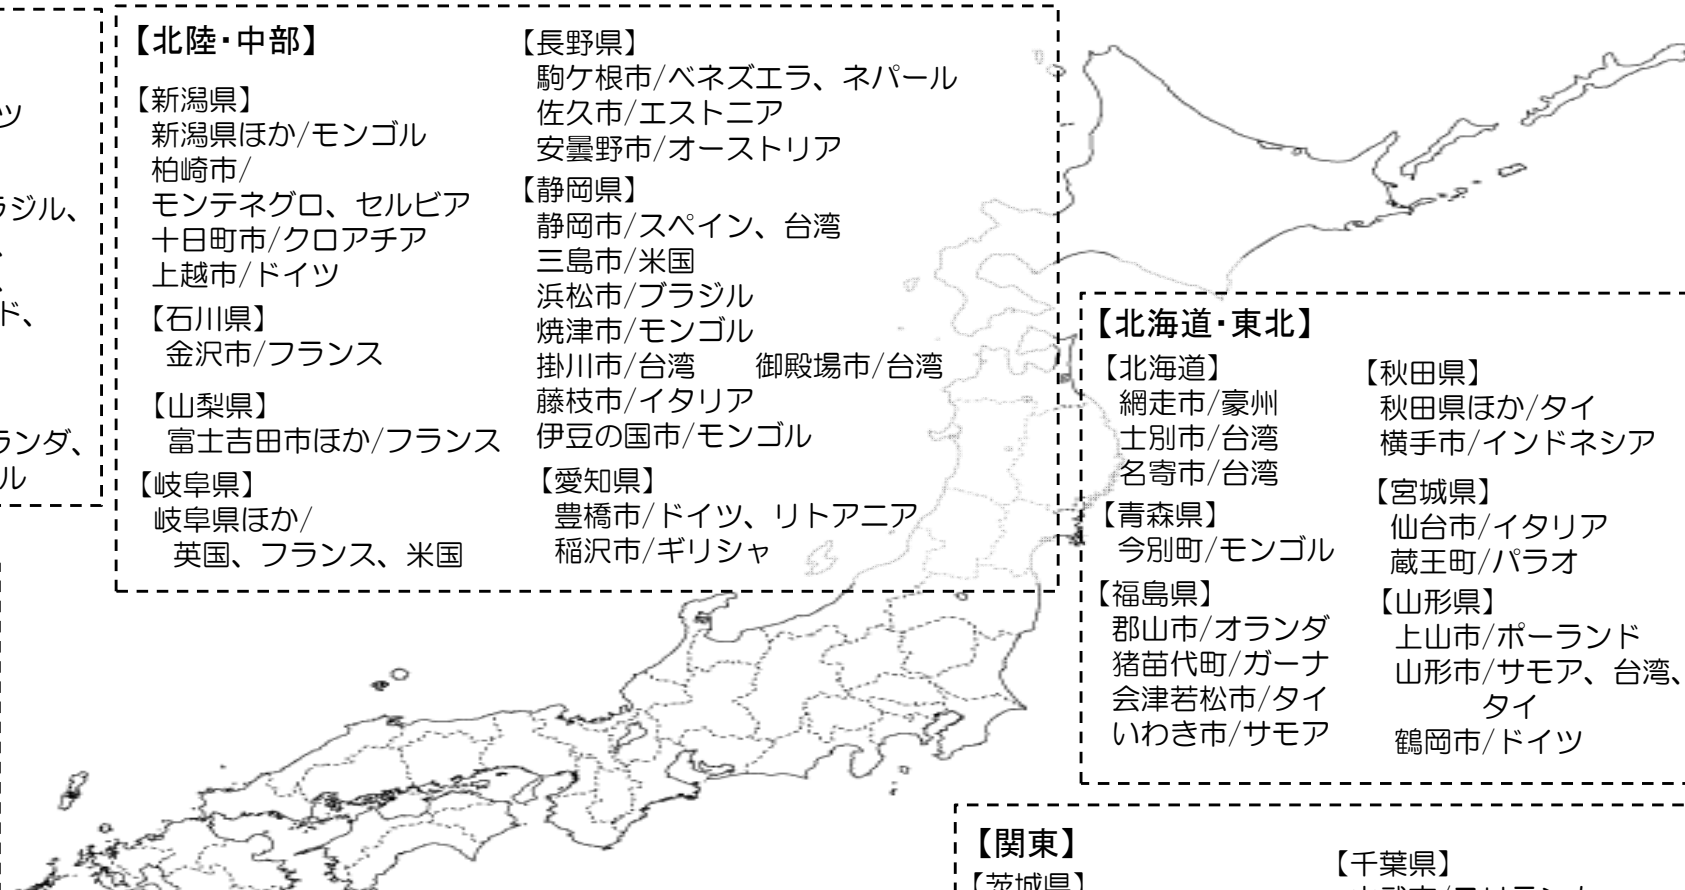 ツ
ラジル、
、
、
ド、
ランダ、
ル
【北陸・中部】
【新潟県】
新潟県ほか/モンゴル
柏崎市/
モンテネグロ、セルビア
十日町市/クロアチア
上越市/ドイツ
【石川県】
金沢市/フランス
【山梨県】
富士吉田市ほか/フランス
【岐阜県】
岐阜県ほか/
英国、フランス、米国
【長野県】
駒ケ根市/ベネズエラ、ネパール
佐久市/エストニア
安曇野市/オーストリア
【静岡県】
静岡市/スペイン、台湾
三島市/米国
浜松市/ブラジル
焼津市/モンゴル
掛川市/台湾　　御殿場市/台湾
藤枝市/イタリア
伊豆の国市/モンゴル
【愛知県】
豊橋市/ドイツ、リトアニア
稲沢市/ギリシャ
【北海道・東北】
【北海道】
網走市/豪州
士別市/台湾
名寄市/台湾
【青森県】
今別町/モンゴル
【福島県】
郡山市/オランダ
猪苗代町/ガーナ
会津若松市/タイ
いわき市/サモア
【秋田県】
秋田県ほか/タイ
横手市/インドネシア
【宮城県】
仙台市/イタリア
蔵王町/パラオ
【山形県】
上山市/ポーランド
山形市/サモア、台湾、
タイ
鶴岡市/ドイツ
【関東】
【茨城県】
【千葉県】